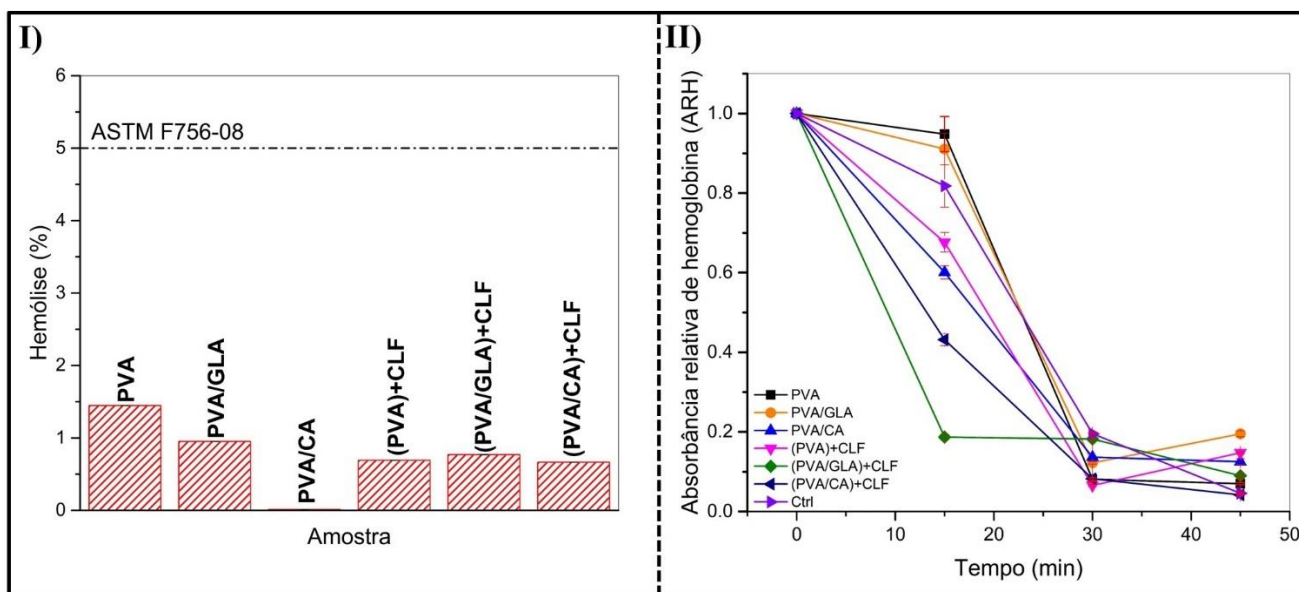 I)
6
5
4
3
2
1
0
Hemólise (%)
ASTM F756-08
PVA
PVA/GLA
PVA/CA
(PVA)+CLF
(PVA/GLA)+CLF
(PVA/CA)+CLF
Amostra
II)
Absorbância relativa de hemoglobina (ARH)
1.0
0.8
0.6
0.4
0.2
0.0
PVA
PVA/GLA
PVA/CA
(PVA)+CLF
(PVA/GLA)+CLF
(PVA/CA)+CLF
Ctrl
0 10 20 30 40 50
Tempo (min)